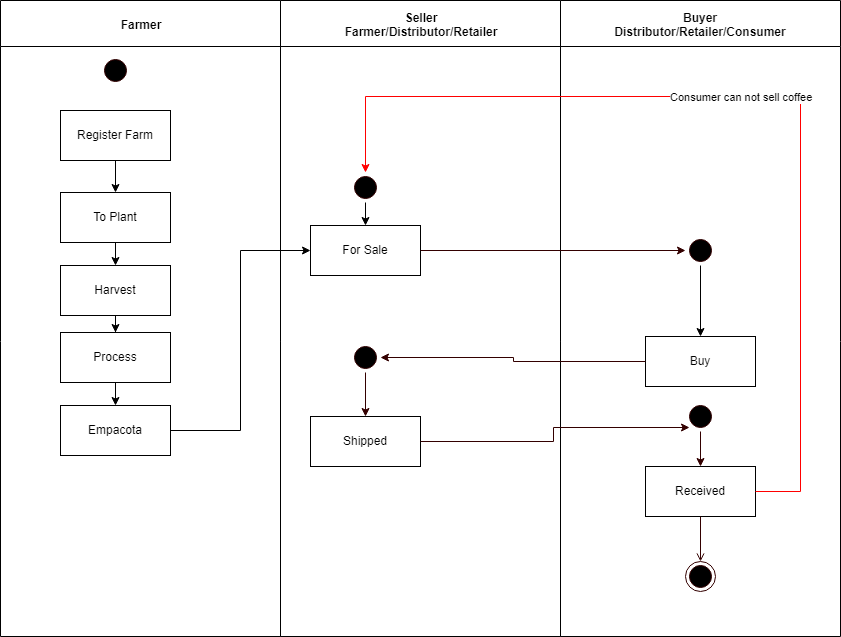 Farmer
Seller
Farmer/Distributor/Retailer
Buyer
Distributor/Retailer/Consumer
Consumer can not sell coffee
Register Farm
To Plant
For Sale
Harvest
Process
Buy
Empacota
Shipped
Received